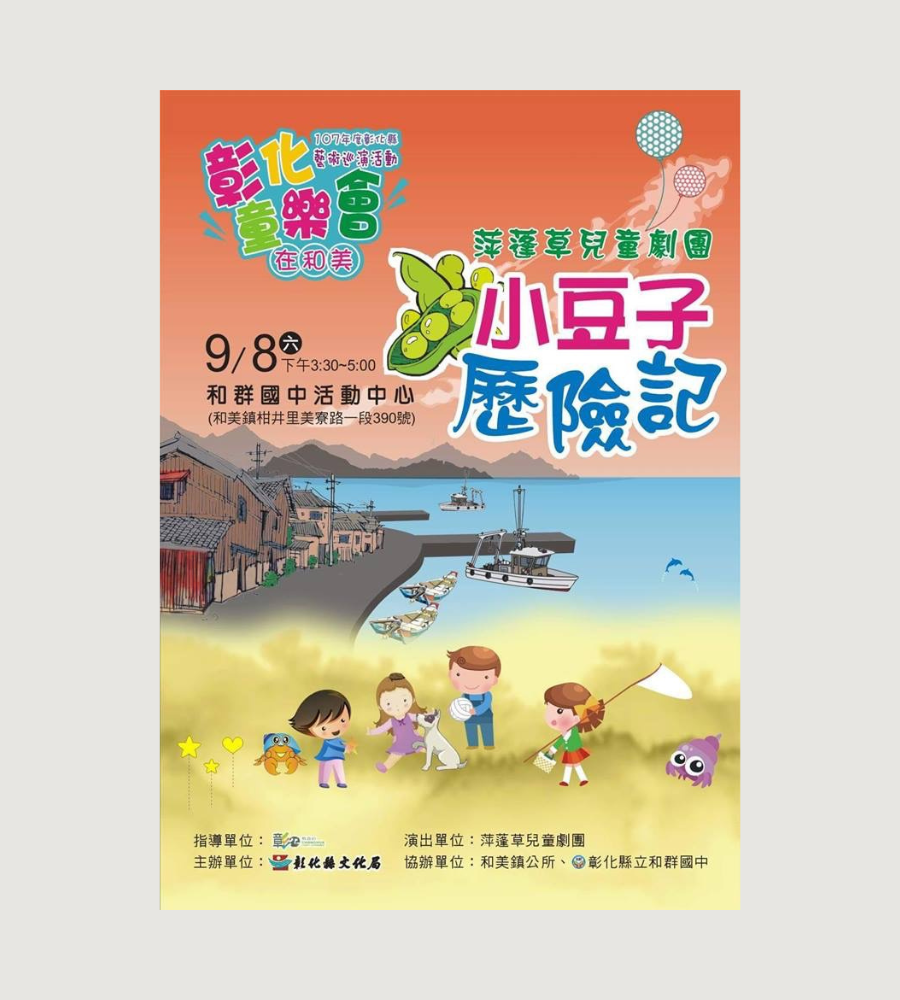 107年度彰化縣
藝術巡演活動
彰化
童樂會
在和美
萍蓬草兒童劇團
小豆子
歷險記
9/8 六 下午3:30~5:00
和群國中活動中心
(和美鎮柑井里美寮路一段390號)
指導單位：
演出單位：萍蓬草兒童劇團
主辦單位：彰化縣文化局
協辦單位：和美鎮公所、彰化縣立和群國中